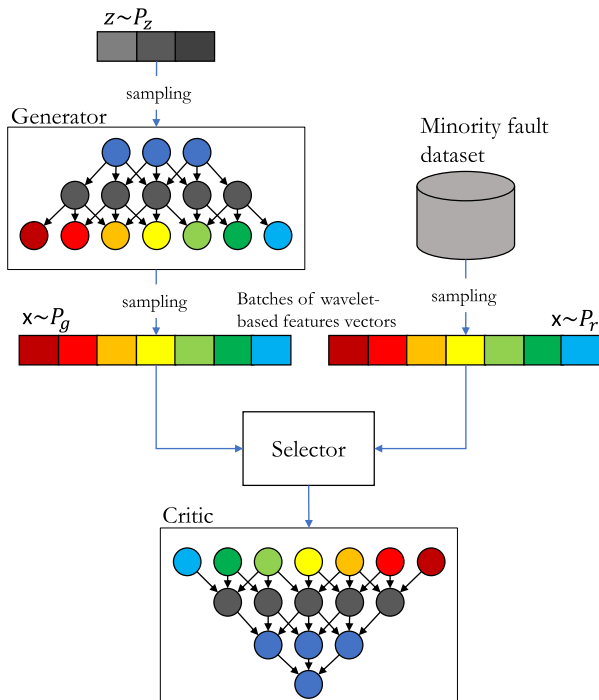 z~P_z
sampling
Generator
Minority fault
dataset
sampling
Batches of wavelet-
based features vectors
sampling
x~P_g
x~P_r
Selector
Critic